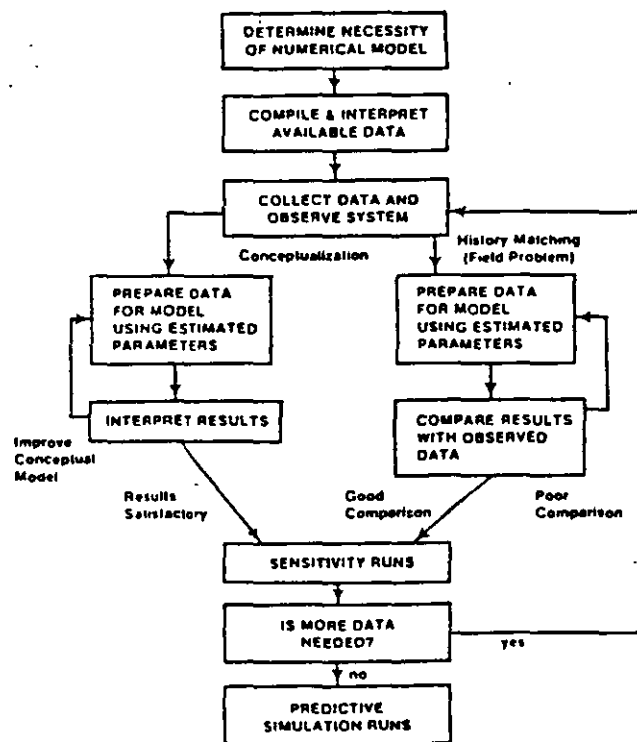 DETERMINE NECESSITY
OF NUMERICAL MODEL
COMPILE & INTERPRET
AVAILABLE DATA
COLLECT DATA AND
OBSERVE SYSTEM
Conceptualization
History Matching
(Field Problem)
PREPARE DATA
FOR MODEL
USING ESTIMATED
PARAMETERS
PREPARE DATA
FOR MODEL
USING ESTIMATED
PARAMETERS
INTERPRET RESULTS
COMPARE RESULTS
WITH OBSERVED
DATA
Improve
Conceptual
Model
Results
Satisfactory
Good
Comparison
Poor
Comparison
SENSITIVITY RUNS
IS MORE DATA
NEEDED?
yes
no
PREDICTIVE
SIMULATION RUNS